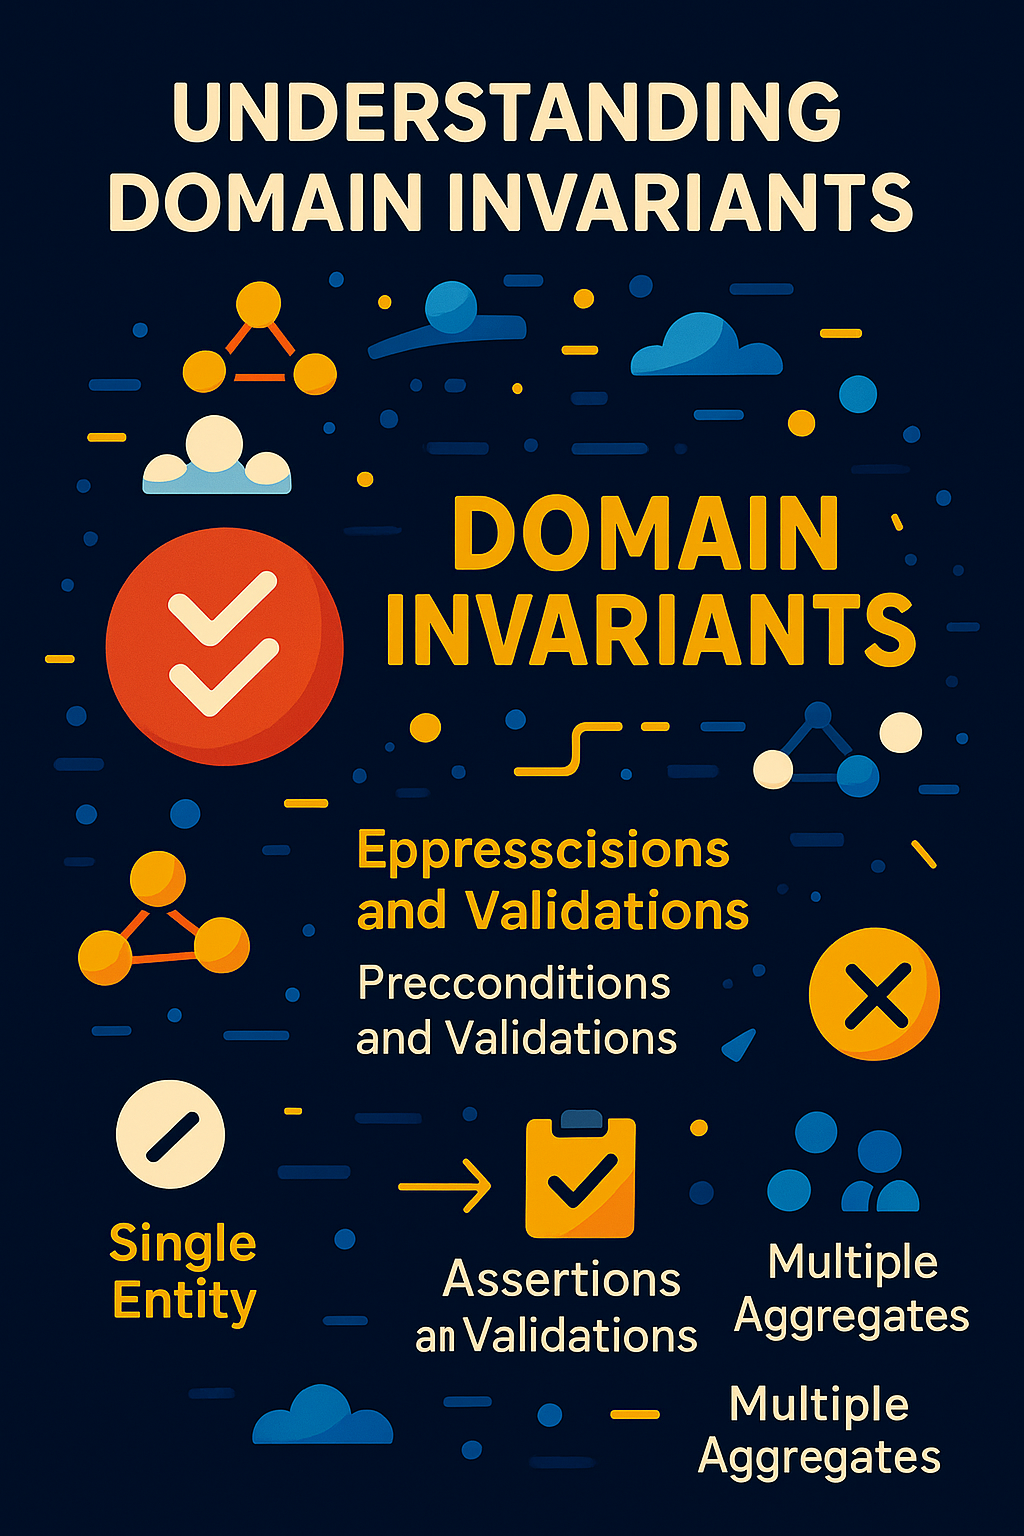 UNDERSTANDING
DOMAIN INVARIANTS
DOMAIN
INVARIANTS
Eppresscisions
and Validations
Precconditions
and Validations
Single
Entity
Assertions
an Validations
Multiple
Aggregates
Multiple
Aggregates